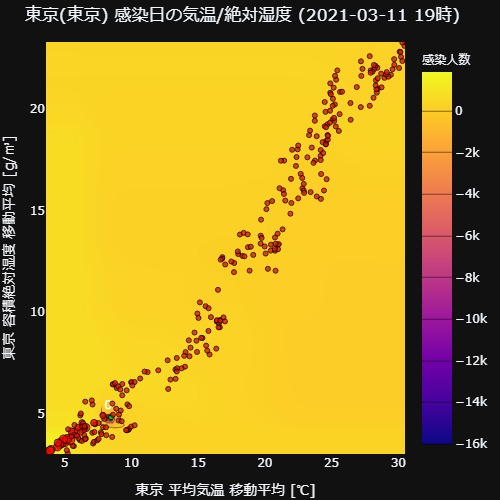 東京(東京) 感染日の気温/絶対湿度 (2021-03-11 19時)
感染人数
0
−2k
−4k
−6k
−8k
−10k
−12k
−14k
−16k
東京 容積絶対湿度 移動平均 [g/㎥]
20
15
10
5
5 10 15 20 25 30
東京 平均気温 移動平均 [℃]